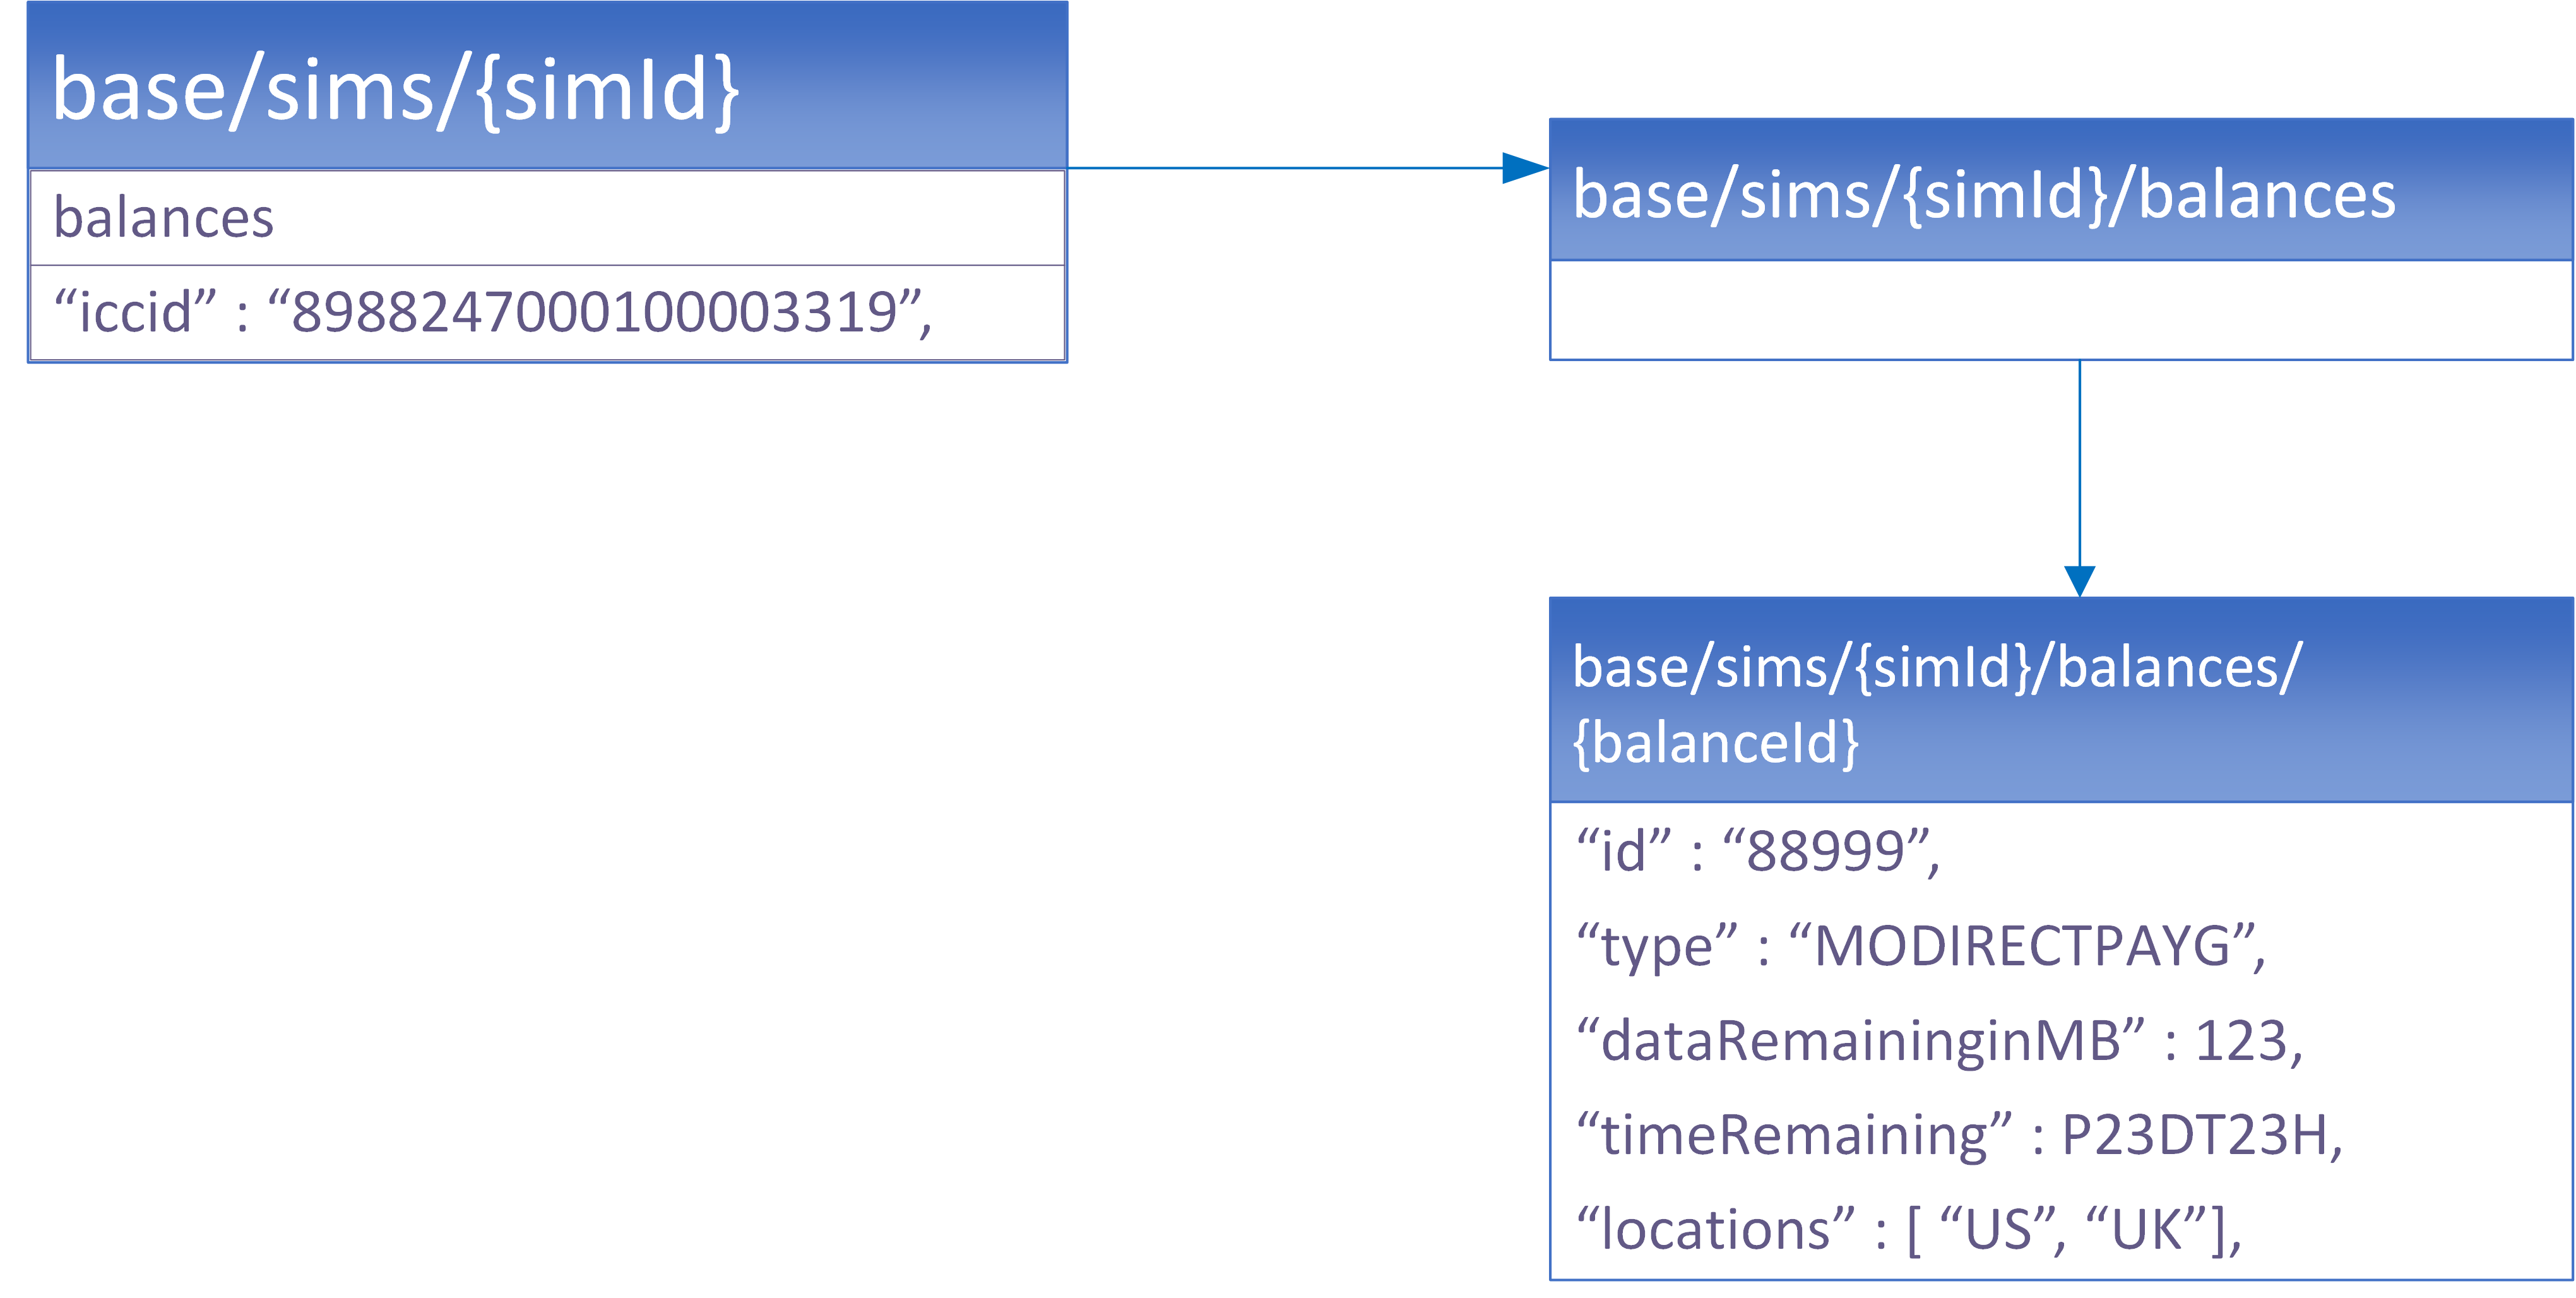 base/sims/{simId}
balances
“iccid” : “8988247000100003319”,
base/sims/{simId}/balances
base/sims/{simId}/balances/
{balanceId}
“id” : “88999”,
“type” : “MODIRECTPAYG”,
“dataRemaininginMB” : 123,
“timeRemaining” : P23DT23H,
“locations” : [ “US”, “UK”],